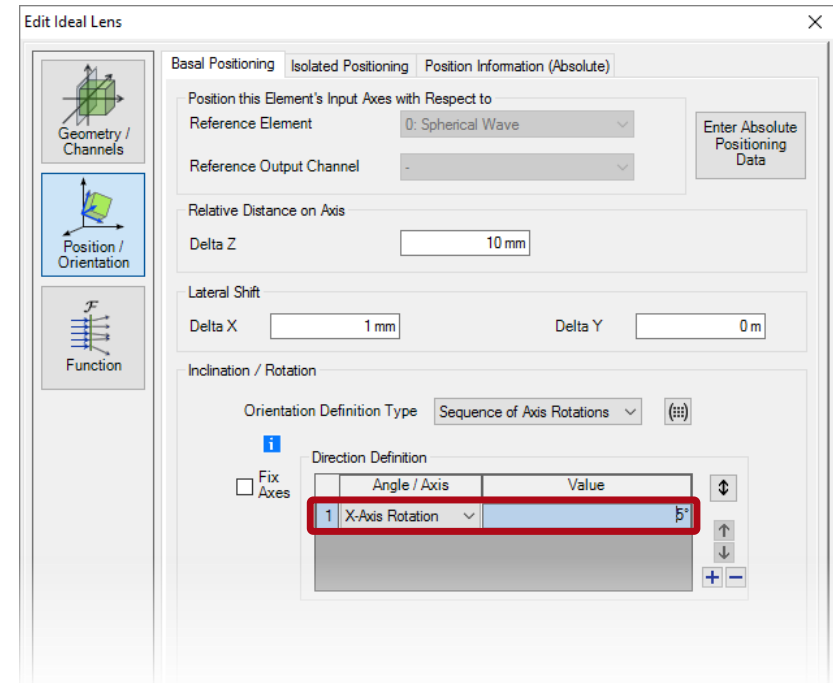 Edit Ideal Lens
Geometry /
Channels
Position /
Orientation
ℱ
Function
Basal Positioning
Isolated Positioning
Position Information (Absolute)
Position this Element's Input Axes with Respect to
Reference Element
0: Spherical Wave
Reference Output Channel
-
Enter Absolute
Positioning
Data
Relative Distance on Axis
Delta Z
10 mm
Lateral Shift
Delta X
1 mm
Delta Y
0 m
Inclination / Rotation
Orientation Definition Type
Sequence of Axis Rotations
i
Fix
Axes
Direction Definition
Angle / Axis
Value
1
X-Axis Rotation
5°